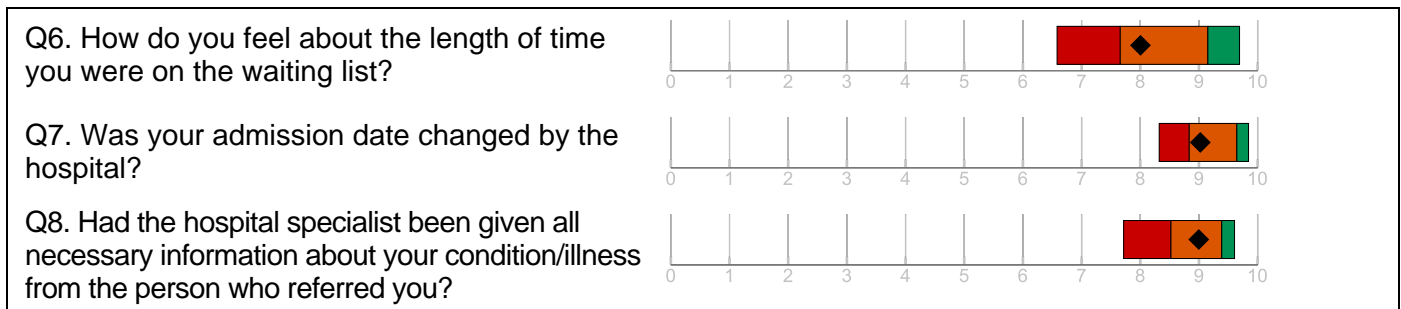 Q6. How do you feel about the length of time
you were on the waiting list?
0 1 2 3 4 5 6 7 8 9 10
Q7. Was your admission date changed by the
hospital?
0 1 2 3 4 5 6 7 8 9 10
Q8. Had the hospital specialist been given all
necessary information about your condition/illness
from the person who referred you?
0 1 2 3 4 5 6 7 8 9 10